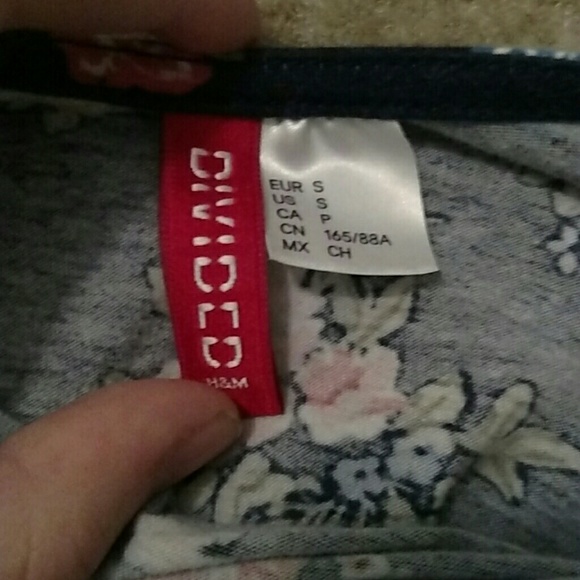 DIVIDED
H&M
EUR S
US S
CA P
CN 165/88A
MX CH